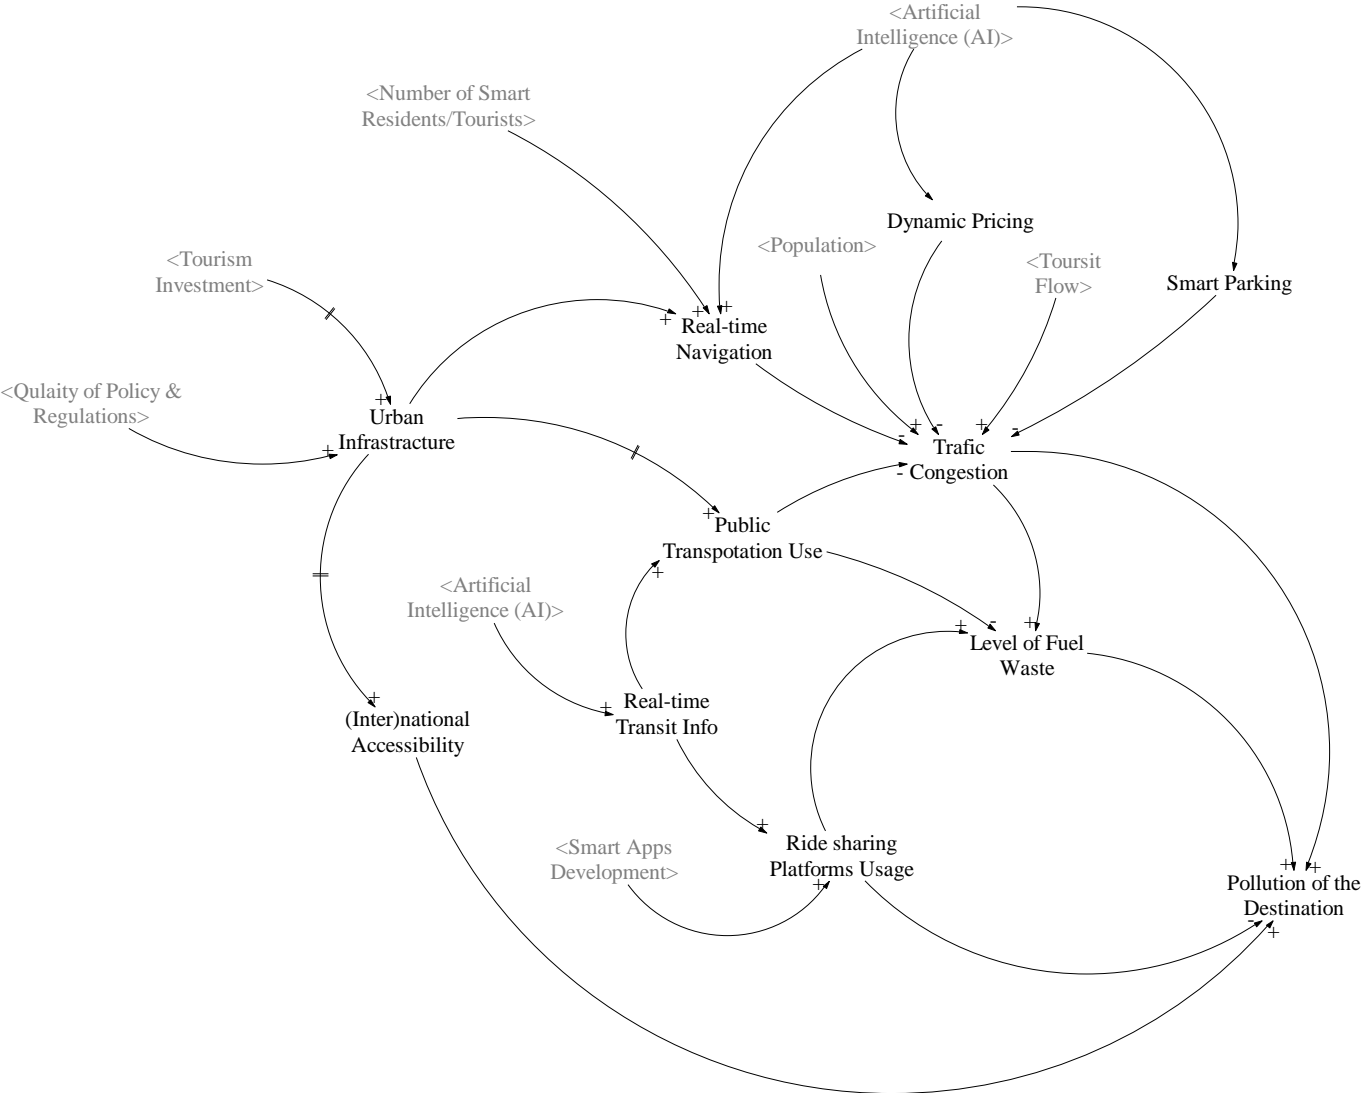 <Artificial
Intelligence (AI)>
<Number of Smart
Residents/Tourists>
Dynamic Pricing
<Population>
<Toursit
Flow>
<Tourism
Investment>
Smart Parking
+
+
+
Real-time
Navigation
<Qulaity of Policy &
Regulations>
+
Urban
Infrastracture
+
-
+
-
+
-
Trafic
Congestion
-
+
Public
Transpotation Use
+
<Artificial
Intelligence (AI)>
+
-
+
Level of Fuel
Waste
+
(Inter)national
Accessibility
+
Real-time
Transit Info
+
Ride sharing
Platforms Usage
+
<Smart Apps
Development>
+
+
Pollution of the
Destination
-
+